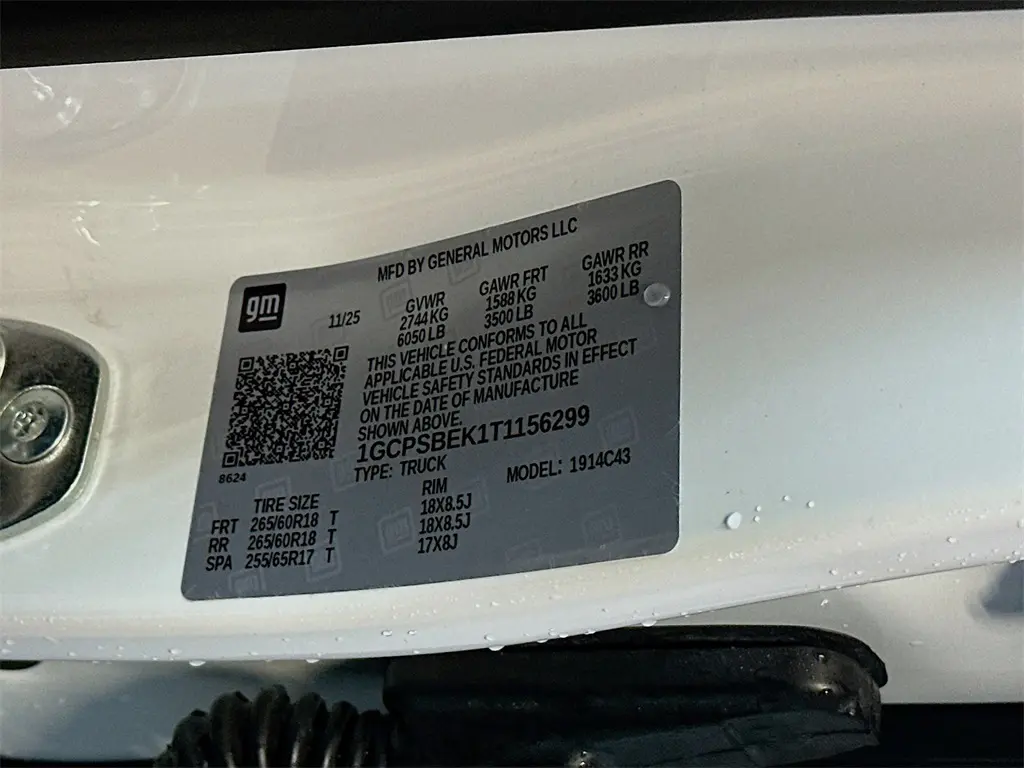 MFD BY GENERAL MOTORS LLC
gm
11/25
GVWR GAWR FRT GAWR RR
2744 KG 1588 KG 1633 KG
6050 LB 3500 LB 3600 LB
THIS VEHICLE CONFORMS TO ALL
APPLICABLE U.S. FEDERAL MOTOR
VEHICLE SAFETY STANDARDS IN EFFECT
ON THE DATE OF MANUFACTURE
SHOWN ABOVE.
1GCPSBEK1T1156299
8624
TYPE: TRUCK MODEL: 1914C43
TIRE SIZE RIM
FRT 265/60R18 T 18X8.5J
RR 265/60R18 T 18X8.5J
SPA 255/65R17 T 17X8J